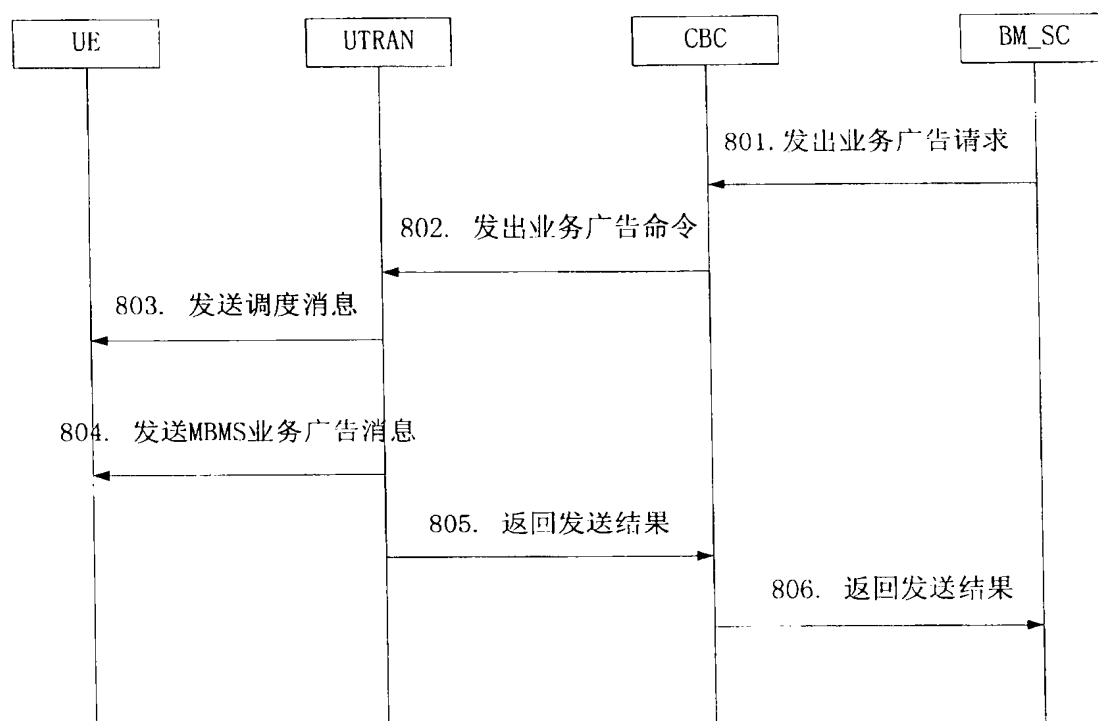 UE UTRAN CBC BM_SC
801.发出业务广告请求
802. 发出业务广告命令
803. 发送调度消息
804. 发送MBMS业务广告消息
805. 返回发送结果
806. 返回发送结果